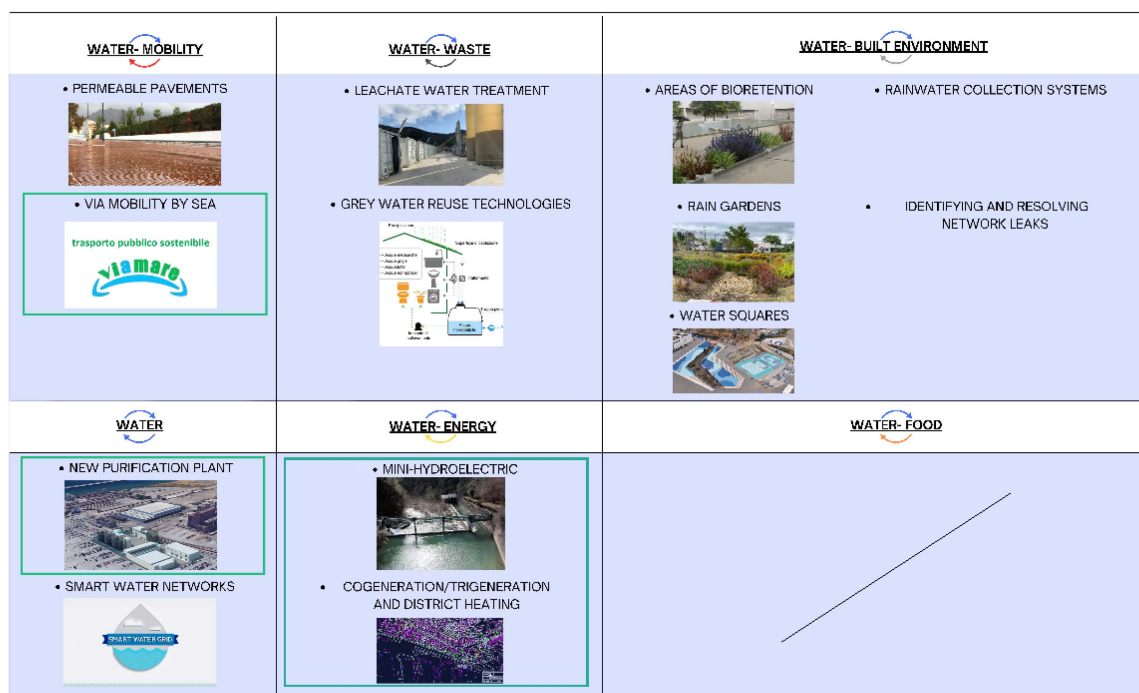 WATER- MOBILITY
WATER- WASTE
WATER- BUILT ENVIRONMENT
• PERMEABLE PAVEMENTS
• VIA MOBILITY BY SEA
trasporto pubblico sostenibile
viamare
• LEACHATE WATER TREATMENT
• GREY WATER REUSE TECHNOLOGIES
• AREAS OF BIORETENTION
• RAIN GARDENS
• WATER SQUARES
• RAINWATER COLLECTION SYSTEMS
• IDENTIFYING AND RESOLVING
NETWORK LEAKS
WATER
WATER- ENERGY
WATER- FOOD
• NEW PURIFICATION PLANT
• SMART WATER NETWORKS
SMART WATER GRID
• MINI-HYDROELECTRIC
• COGENERATION/TRIGENERATION
AND DISTRICT HEATING